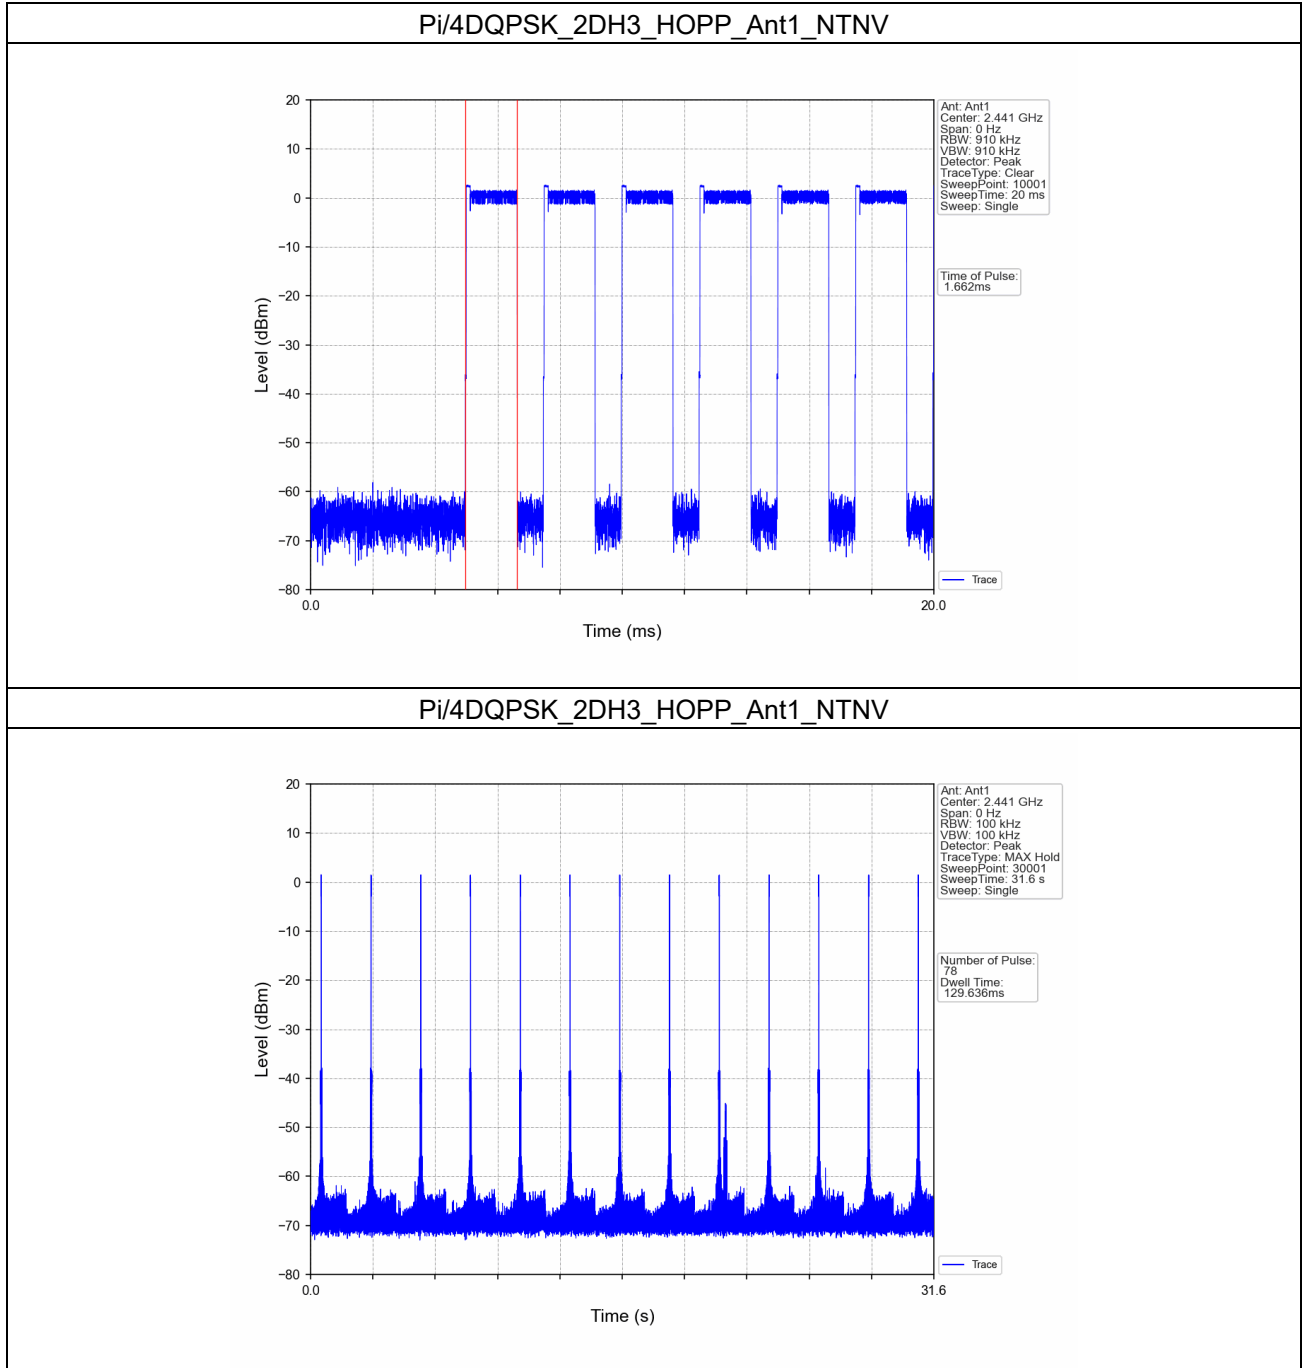 Pi/4DQPSK_2DH3_HOPP_Ant1_NTNV
20
10
0
−10
−20
−30
−40
−50
−60
−70
−80
Level (dBm)
0.0
20.0
Time (ms)
Ant: Ant1
Center: 2.441 GHz
Span: 0 Hz
RBW: 910 kHz
VBW: 910 kHz
Detector: Peak
TraceType: Clear
SweepPoint: 10001
SweepTime: 20 ms
Sweep: Single
Time of Pulse:
1.662ms
Trace
Pi/4DQPSK_2DH3_HOPP_Ant1_NTNV
20
10
0
−10
−20
−30
−40
−50
−60
−70
−80
Level (dBm)
0.0
31.6
Time (s)
Ant: Ant1
Center: 2.441 GHz
Span: 0 Hz
RBW: 100 kHz
VBW: 100 kHz
Detector: Peak
TraceType: MAX Hold
SweepPoint: 30001
SweepTime: 31.6 s
Sweep: Single
Number of Pulse:
78
Dwell Time:
129.636ms
Trace